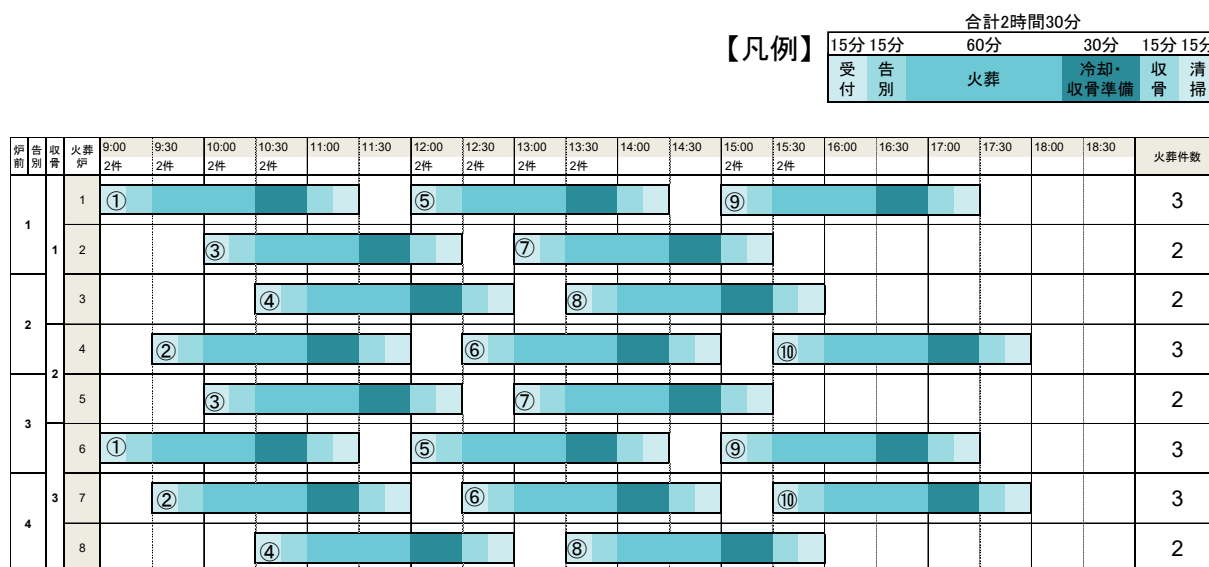 合計2時間30分
【凡例】
15分 15分 60分 30分 15分 15分
受付 告別 火葬 冷却・収骨準備 収骨 清掃
炉前 告別 収骨 火葬炉 9:00 9:30 10:00 10:30 11:00 11:30 12:00 12:30 13:00 13:30 14:00 14:30 15:00 15:30 16:00 16:30 17:00 17:30 18:00 18:30 火葬件数
2件 2件 2件 2件 2件 2件 2件 2件 2件 2件
1 ① ⑤ ⑨ 3
1
1 2 ③ ⑦ 2
3 ④ ⑧ 2
2
4 ② ⑥ ⑩ 3
2
5 ③ ⑦ 2
3
6 ① ⑤ ⑨ 3
3 7 ② ⑥ ⑩ 3
4
8 ④ ⑧ 2